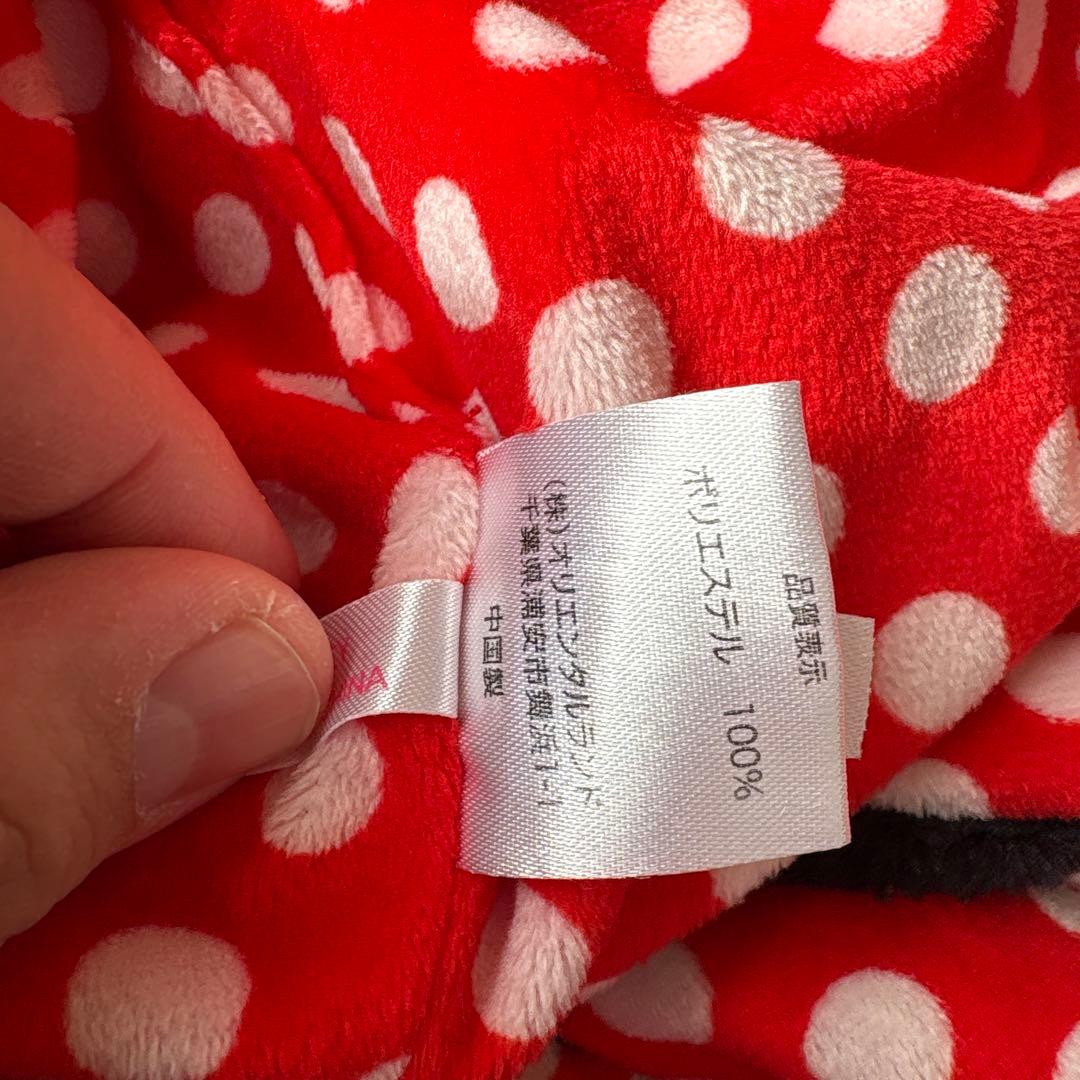 品質表示
ポリエステル 100%
(株)オリエンタルランド
千葉県浦安市舞浜1-1
中国製